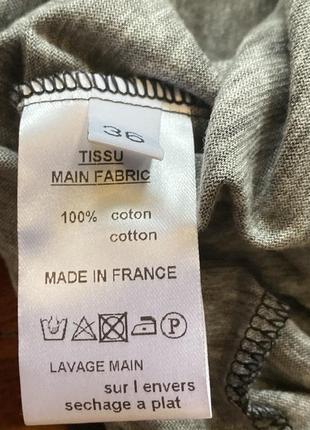 36
TISSU
MAIN FABRIC
100% coton
cotton
MADE IN FRANCE
P
LAVAGE MAIN
sur l envers
sechage a plat